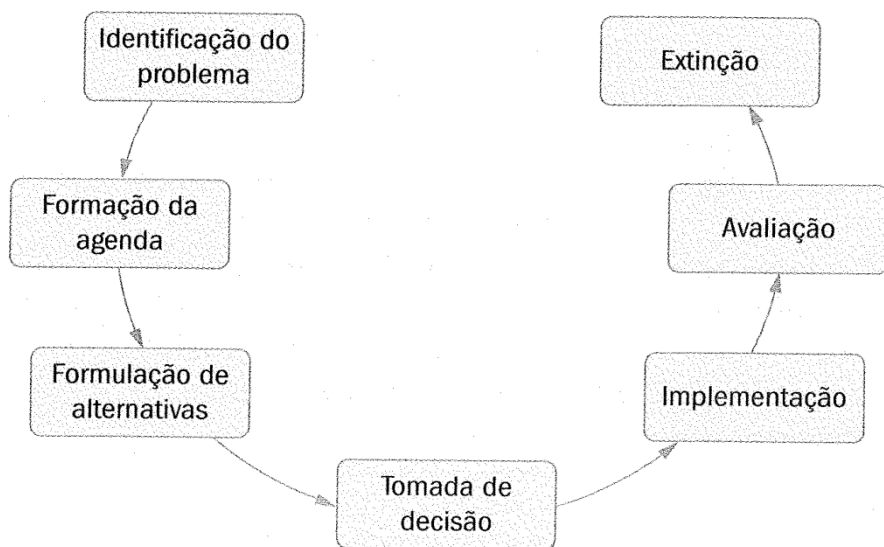 Identificação do
problema
Formação da
agenda
Formulação de
alternativas
Tomada de
decisão
Implementação
Avaliação
Extinção